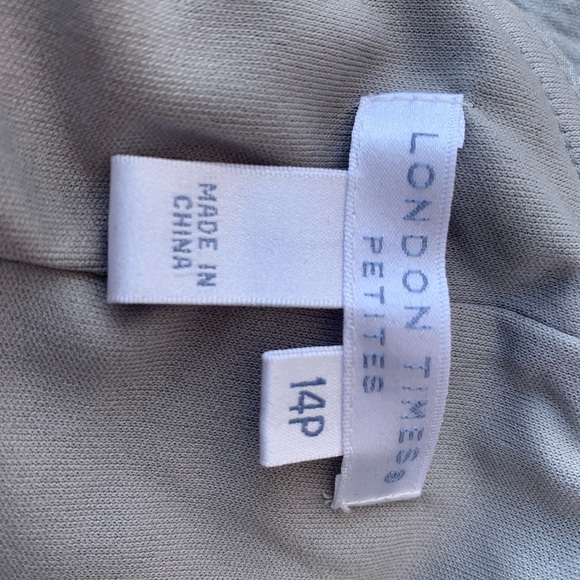 LONDON TIMES®
PETITES
MADE IN
CHINA
14P